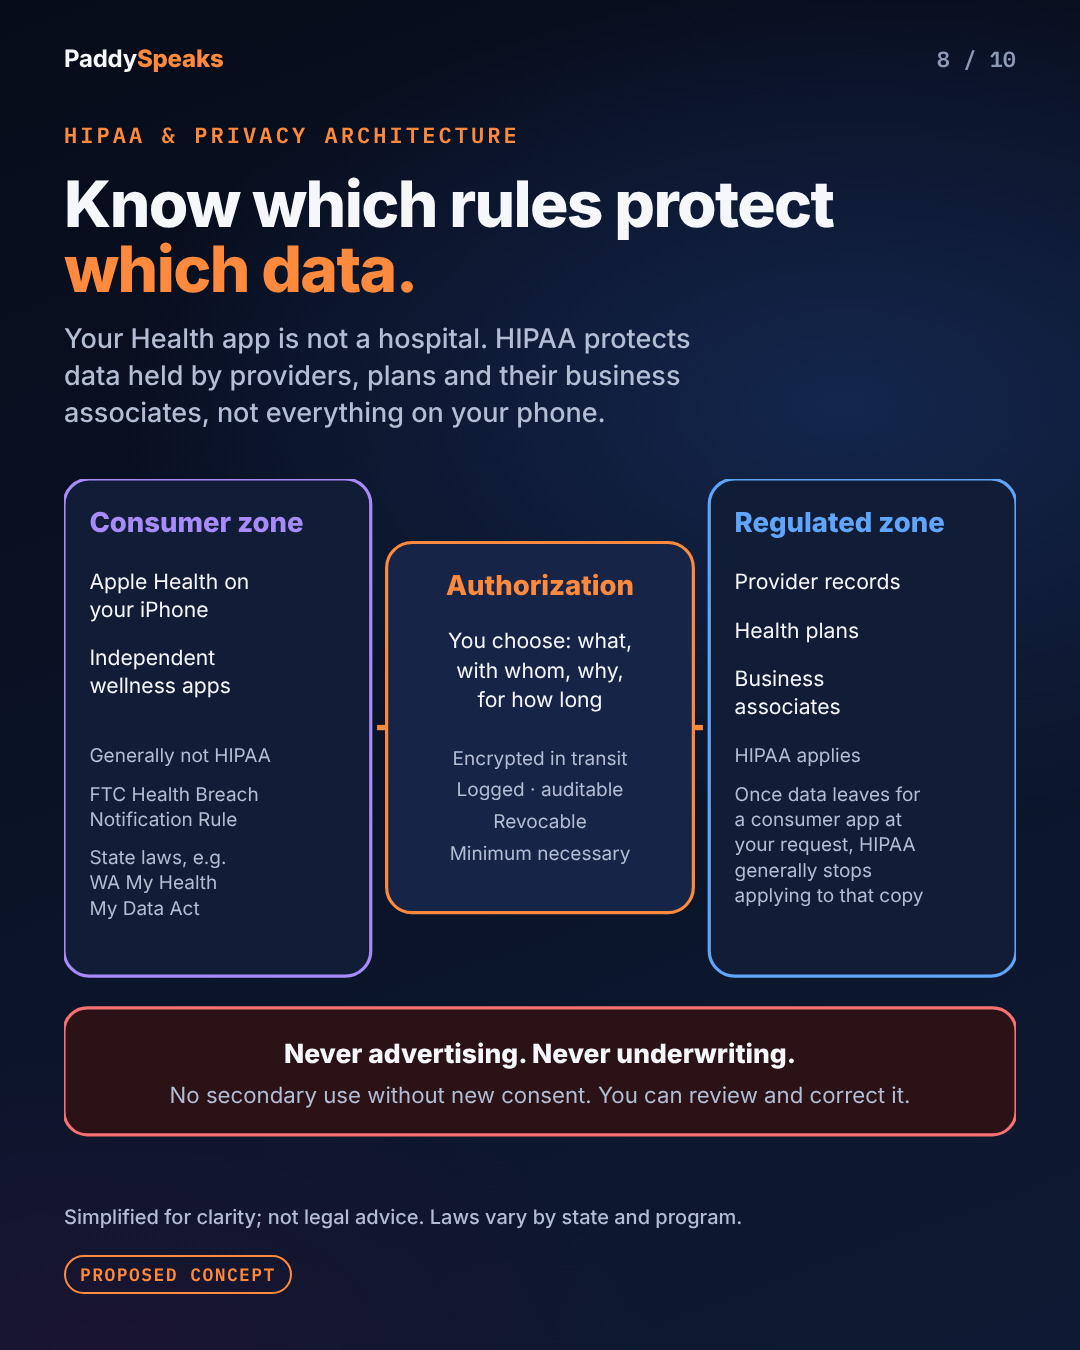 PaddySpeaks
8 / 10
HIPAA & PRIVACY ARCHITECTURE
Know which rules protect
which data.
Your Health app is not a hospital. HIPAA protects
data held by providers, plans and their business
associates, not everything on your phone.
Consumer zone
Apple Health on
your iPhone
Independent
wellness apps
Generally not HIPAA
FTC Health Breach
Notification Rule
State laws, e.g.
WA My Health
My Data Act
Authorization
You choose: what,
with whom, why,
for how long
Encrypted in transit
Logged · auditable
Revocable
Minimum necessary
Regulated zone
Provider records
Health plans
Business
associates
HIPAA applies
Once data leaves for
a consumer app at
your request, HIPAA
generally stops
applying to that copy
Never advertising. Never underwriting.
No secondary use without new consent. You can review and correct it.
Simplified for clarity; not legal advice. Laws vary by state and program.
PROPOSED CONCEPT